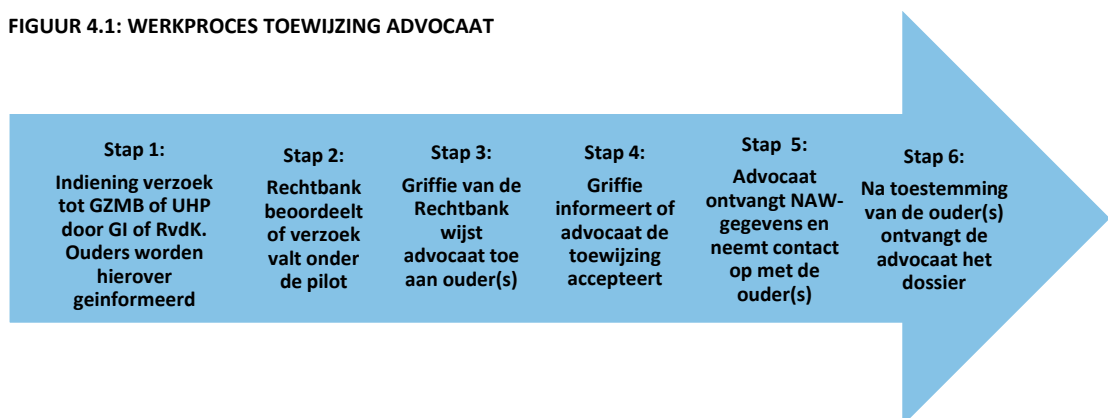 FIGUUR 4.1: WERKPROCES TOEWIJZING ADVOCAAT
Stap 1:
Indiening verzoek
tot GZMB of UHP
door GI of RvdK.
Ouders worden
hierover
geinformeerd
Stap 2:
Rechtbank
beoordeelt
of verzoek
valt onder
de pilot
Stap 3:
Griffie van de
Rechtbank
wijst
advocaat toe
aan ouder(s)
Stap 4:
Griffie
informeert of
advocaat de
toewijzing
accepteert
Stap 5:
Advocaat
ontvangt NAW-
gegevens en
neemt contact
op met de
ouder(s)
Stap 6:
Na toestemming
van de ouder(s)
ontvangt de
advocaat het
dossier